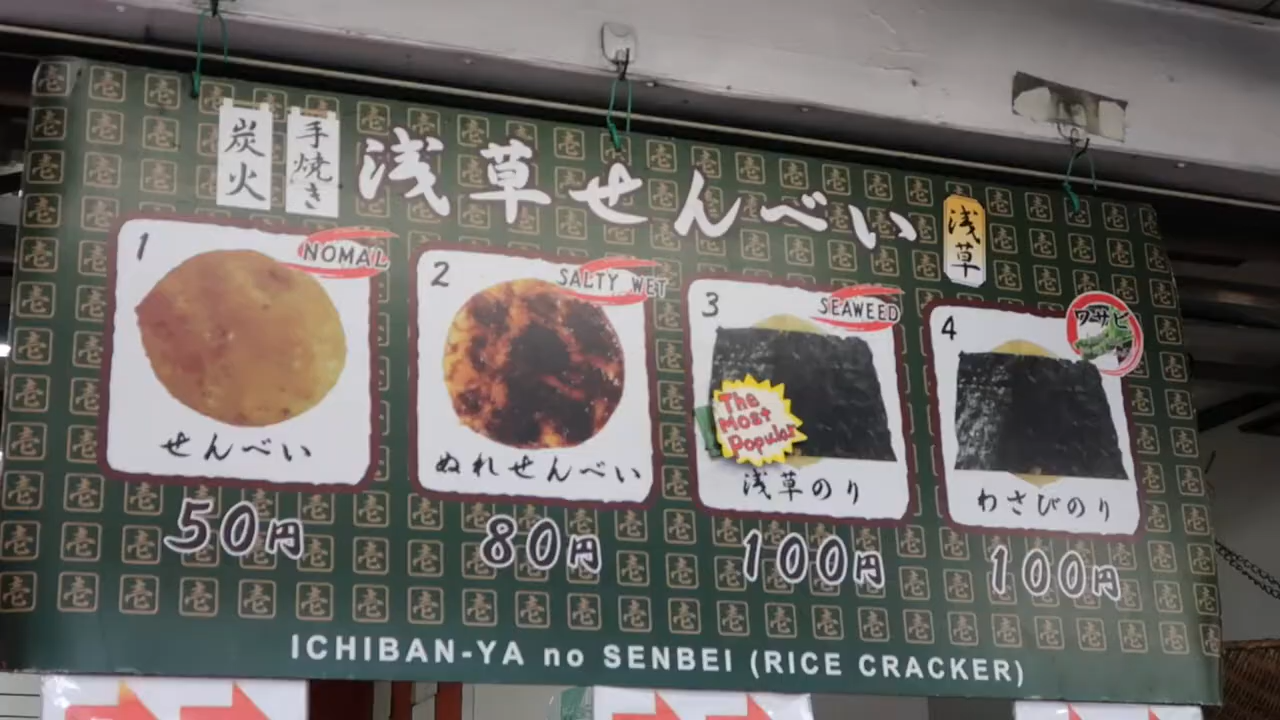 炭火
手焼き
浅草せんべい
浅草
1
NOMAL
せんべい
50円
2
SALTY WET
ぬれせんべい
80円
3
SEAWEED
The
Most
Popular
浅草のり
100円
4
ワサビ
わさびのり
100円
ICHIBAN-YA no SENBEI (RICE CRACKER)